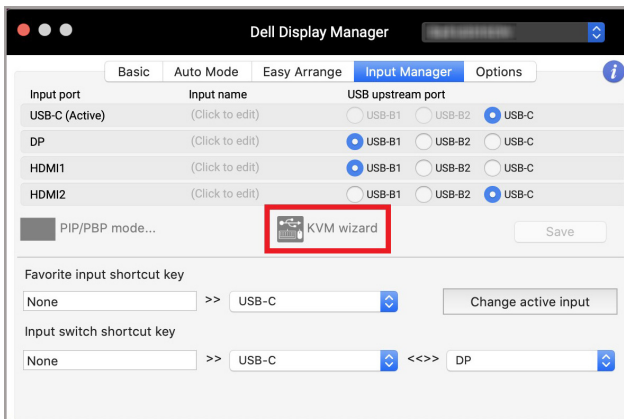 Dell Display Manager
Basic Auto Mode Easy Arrange Input Manager Options i
Input port Input name USB upstream port
USB-C (Active) (Click to edit) USB-B1 USB-B2 USB-C
DP (Click to edit) USB-B1 USB-B2 USB-C
HDMI1 (Click to edit) USB-B1 USB-B2 USB-C
HDMI2 (Click to edit) USB-B1 USB-B2 USB-C
PIP/PBP mode... KVM wizard Save
Favorite input shortcut key
None >> USB-C Change active input
Input switch shortcut key
None >> USB-C <<>> DP